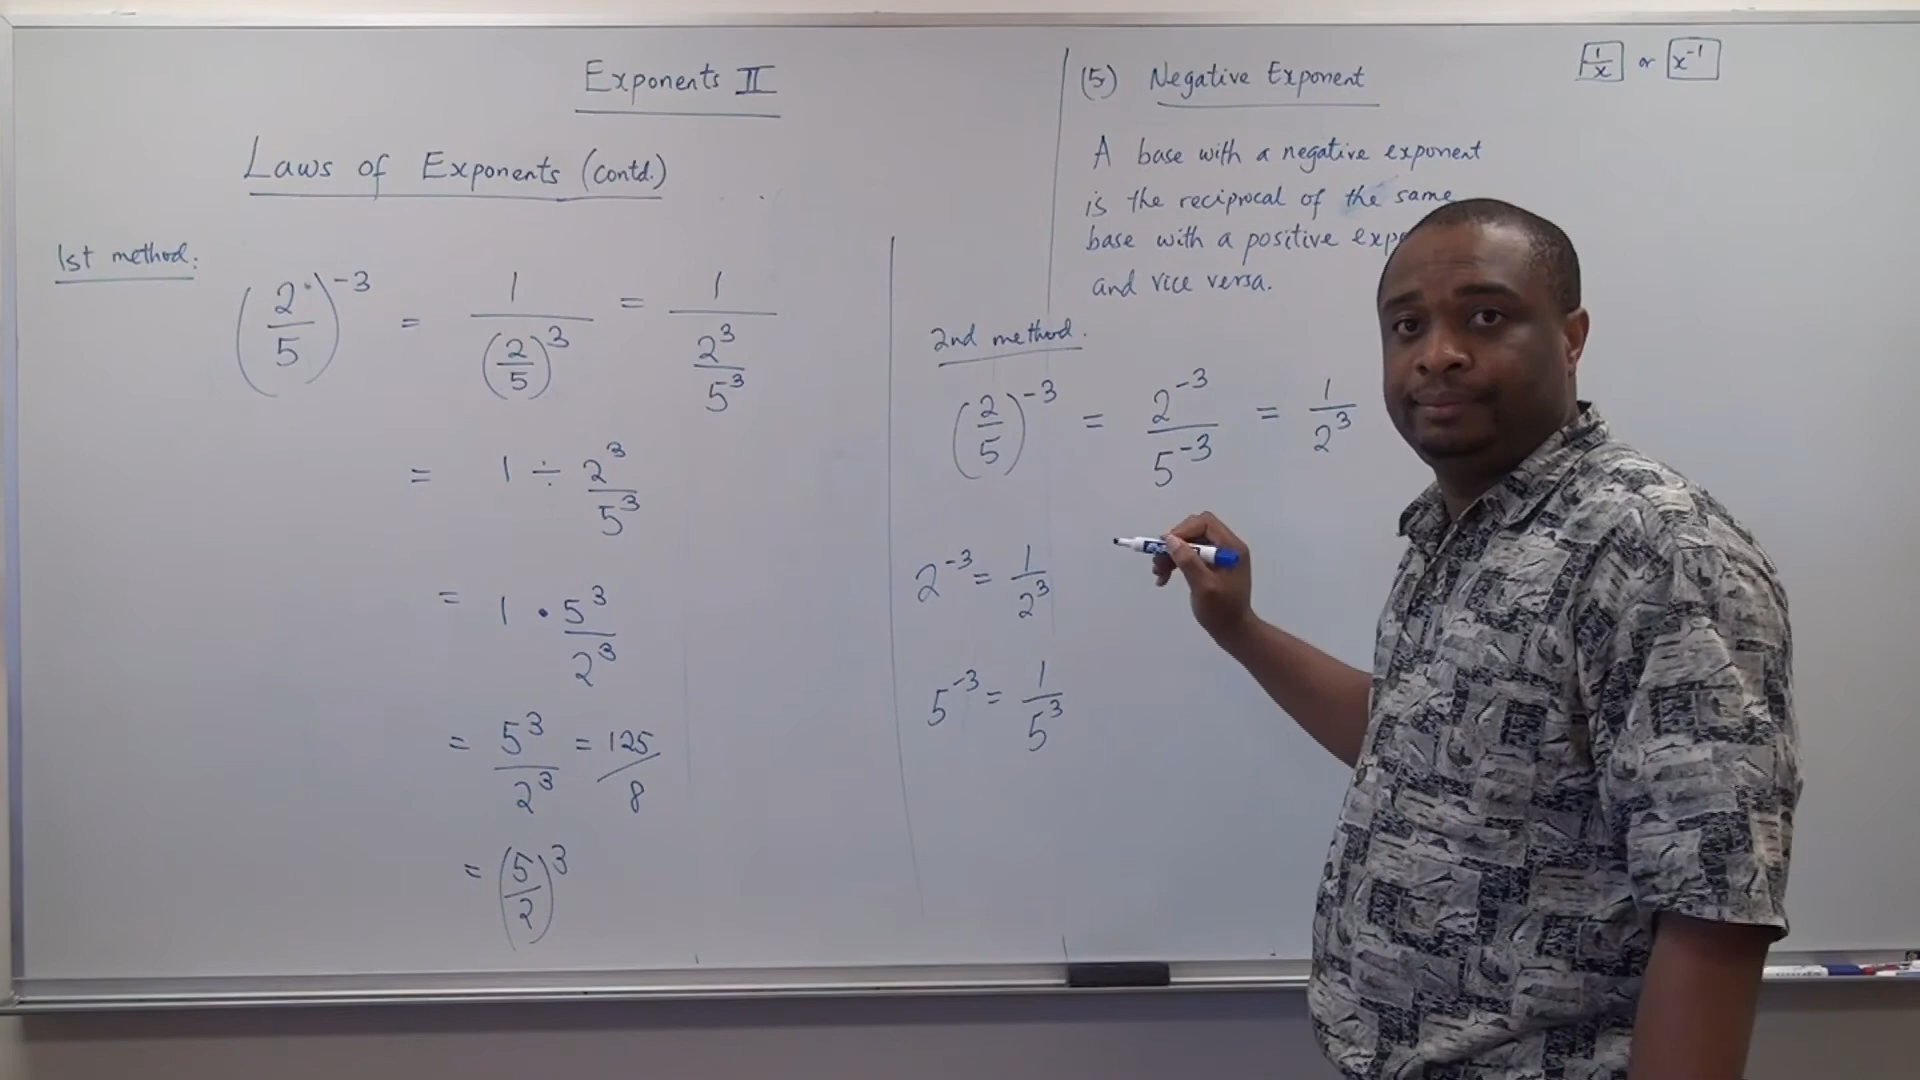 Exponents II
Laws of Exponents (contd.)
1st method:
(2/5)^-3 = 1/(2/5)^3 = 1/(2^3/5^3)
= 1 ÷ 2^3/5^3
= 1 • 5^3/2^3
= 5^3/2^3 = 125/8
= (5/2)^3
(5) Negative Exponent
1/x or x^-1
A base with a negative exponent
is the reciprocal of the same
base with a positive
and vice versa.
2nd method.
(2/5)^-3 = 2^-3/5^-3 = 1/2^3
2^-3 = 1/2^3
5^-3 = 1/5^3